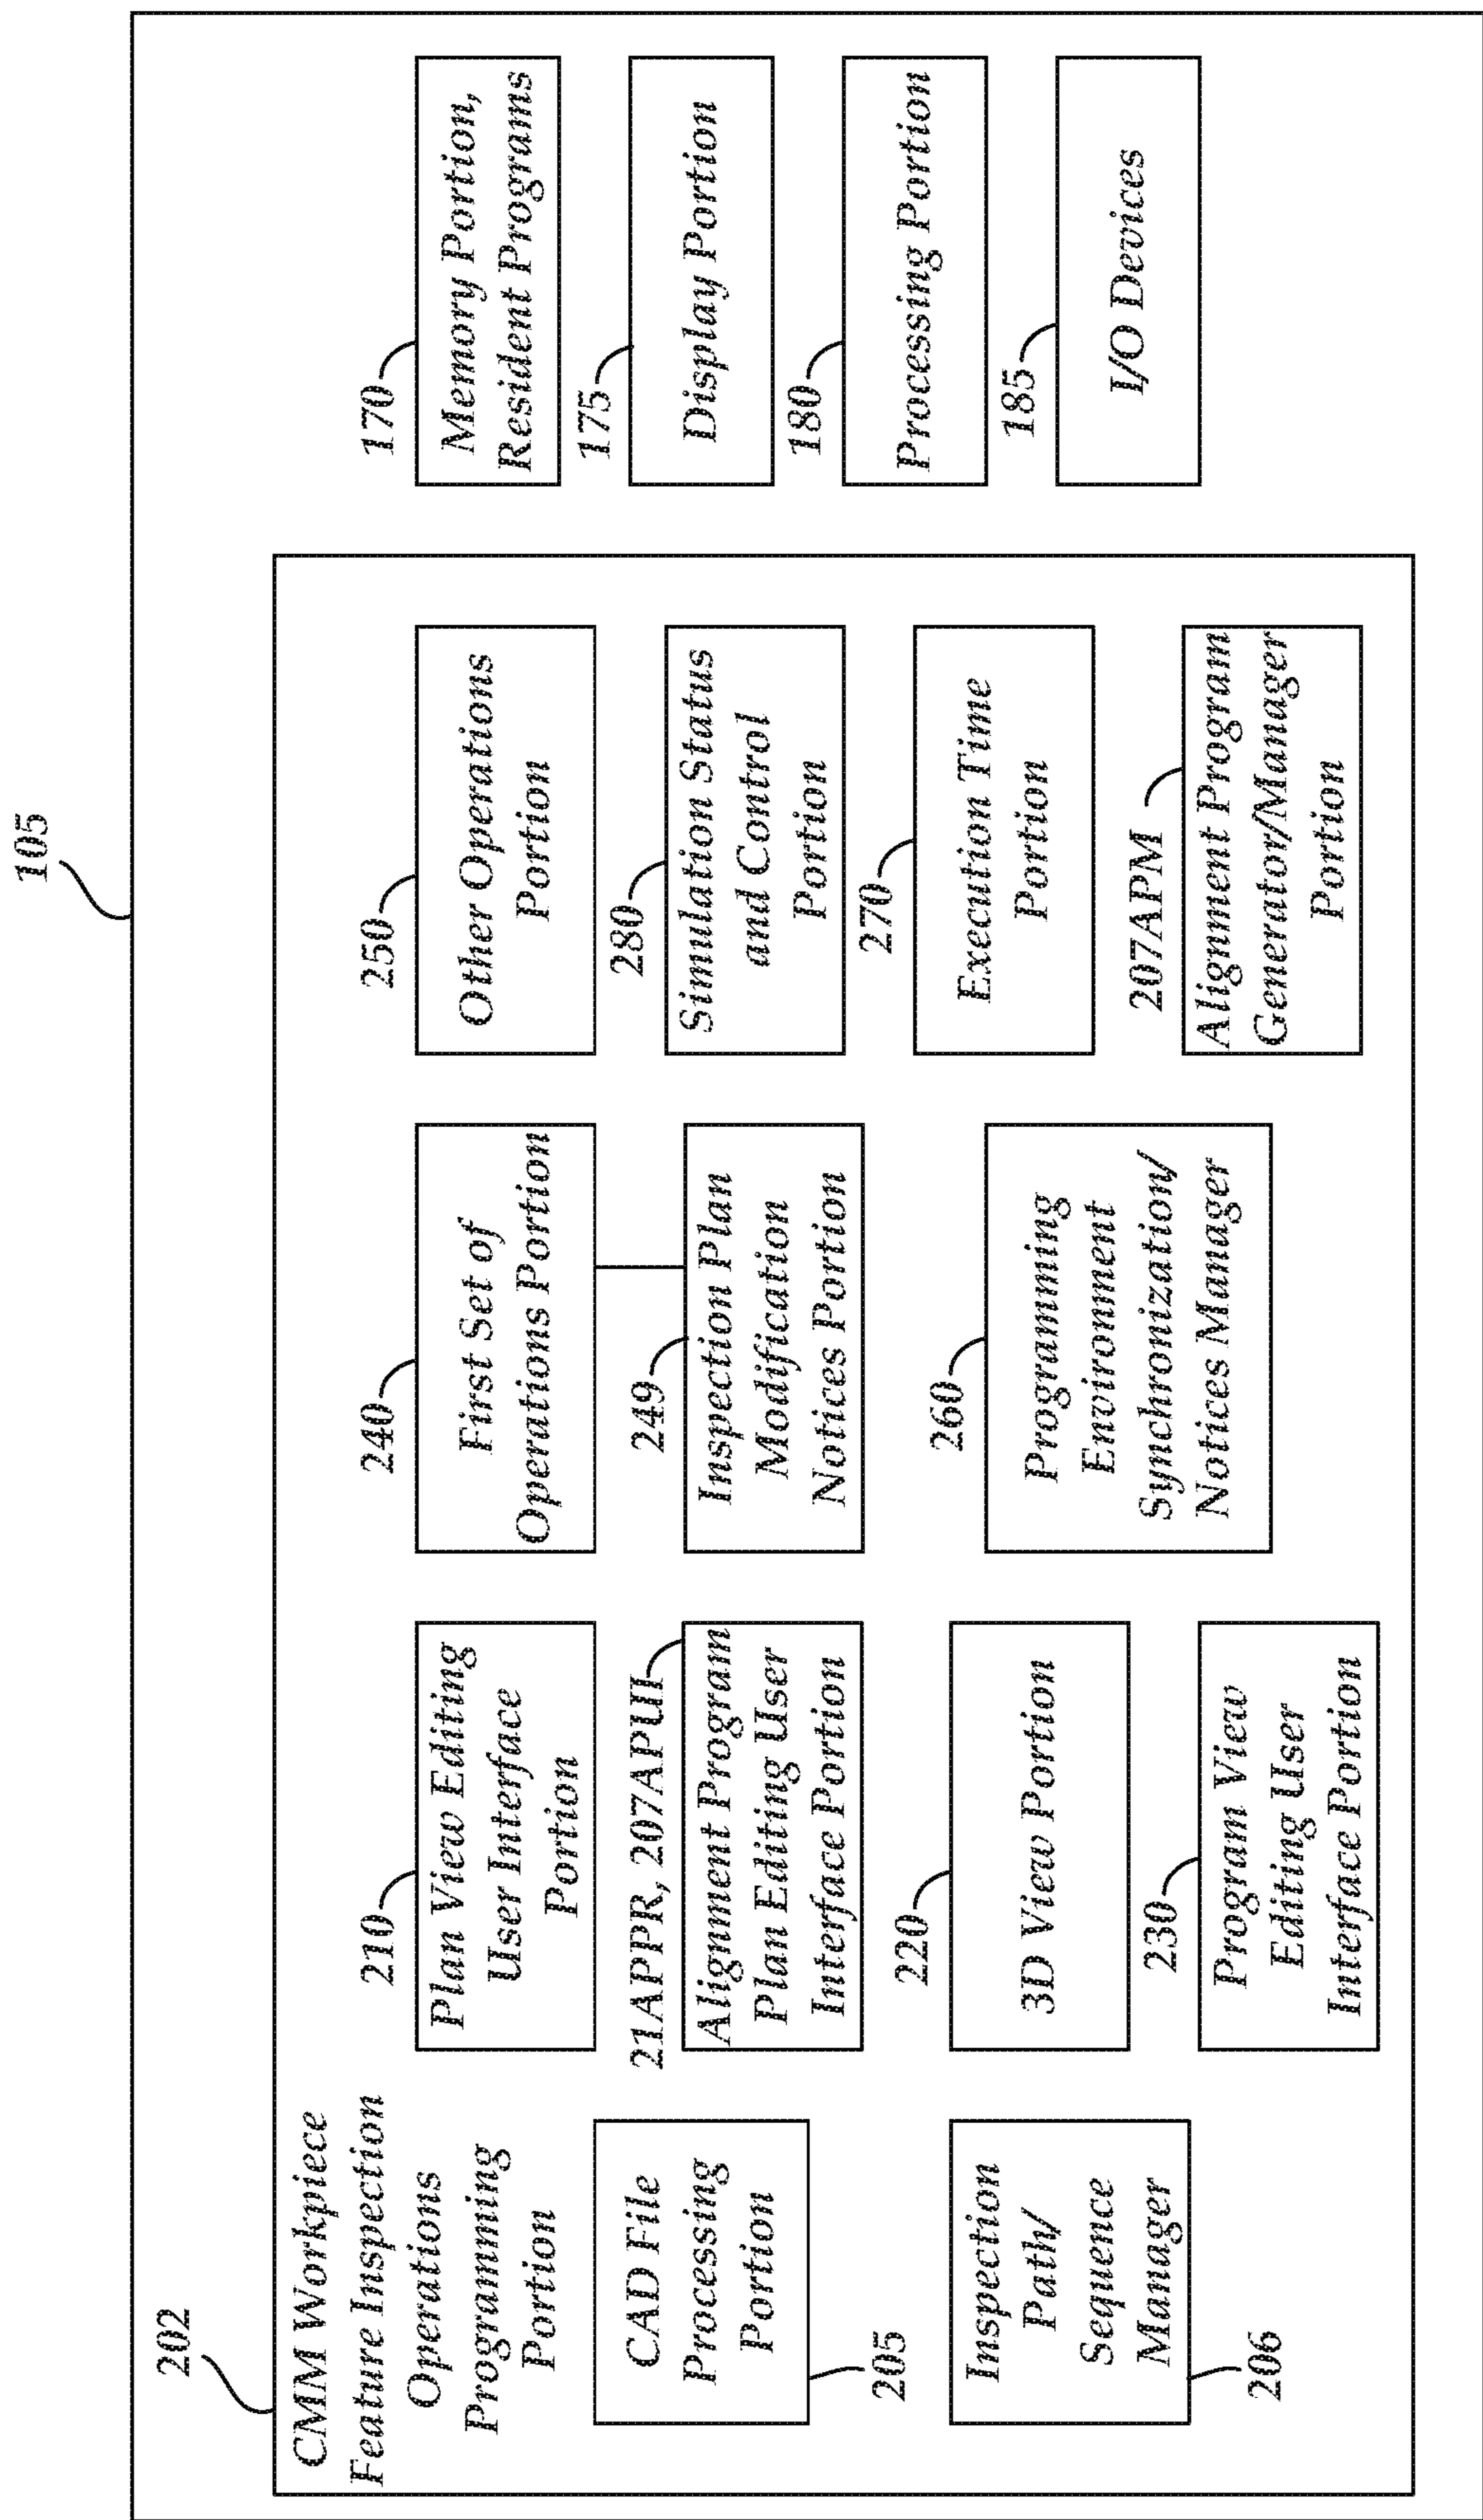 105
202
CMM Workpiece
Feature Inspection
Operations
Programming
Portion
CAD File
Processing
Portion
205
Inspection
Path/
Sequence
Manager
206
210
Plan View Editing
User Interface
Portion
21APPR, 207APUI
Alignment Program
Plan Editing User
Interface Portion
220
3D View Portion
230
Program View
Editing User
Interface Portion
240
First Set of
Operations Portion
249
Inspection Plan
Modification
Notices Portion
260
Programming
Environment
Synchronization/
Notices Manager
250
Other Operations
Portion
280
Simulation Status
and Control
Portion
270
Execution Time
Portion
207APM
Alignment Program
Generator/Manager
Portion
170
Memory Portion,
Resident Programs
175
Display Portion
180
Processing Portion
185
I/O Devices